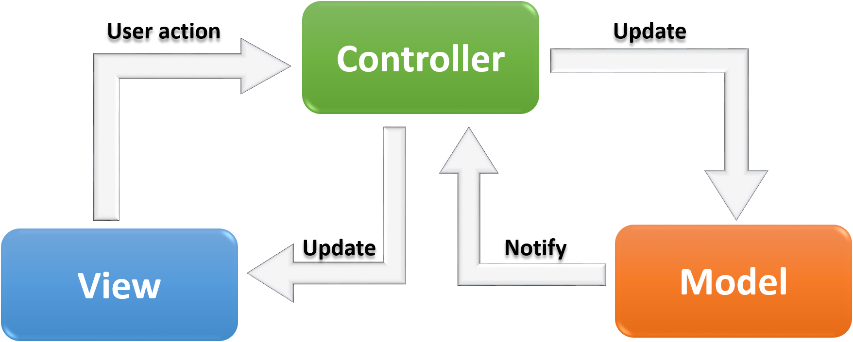 User action
Controller
Update
Update
Notify
View
Model